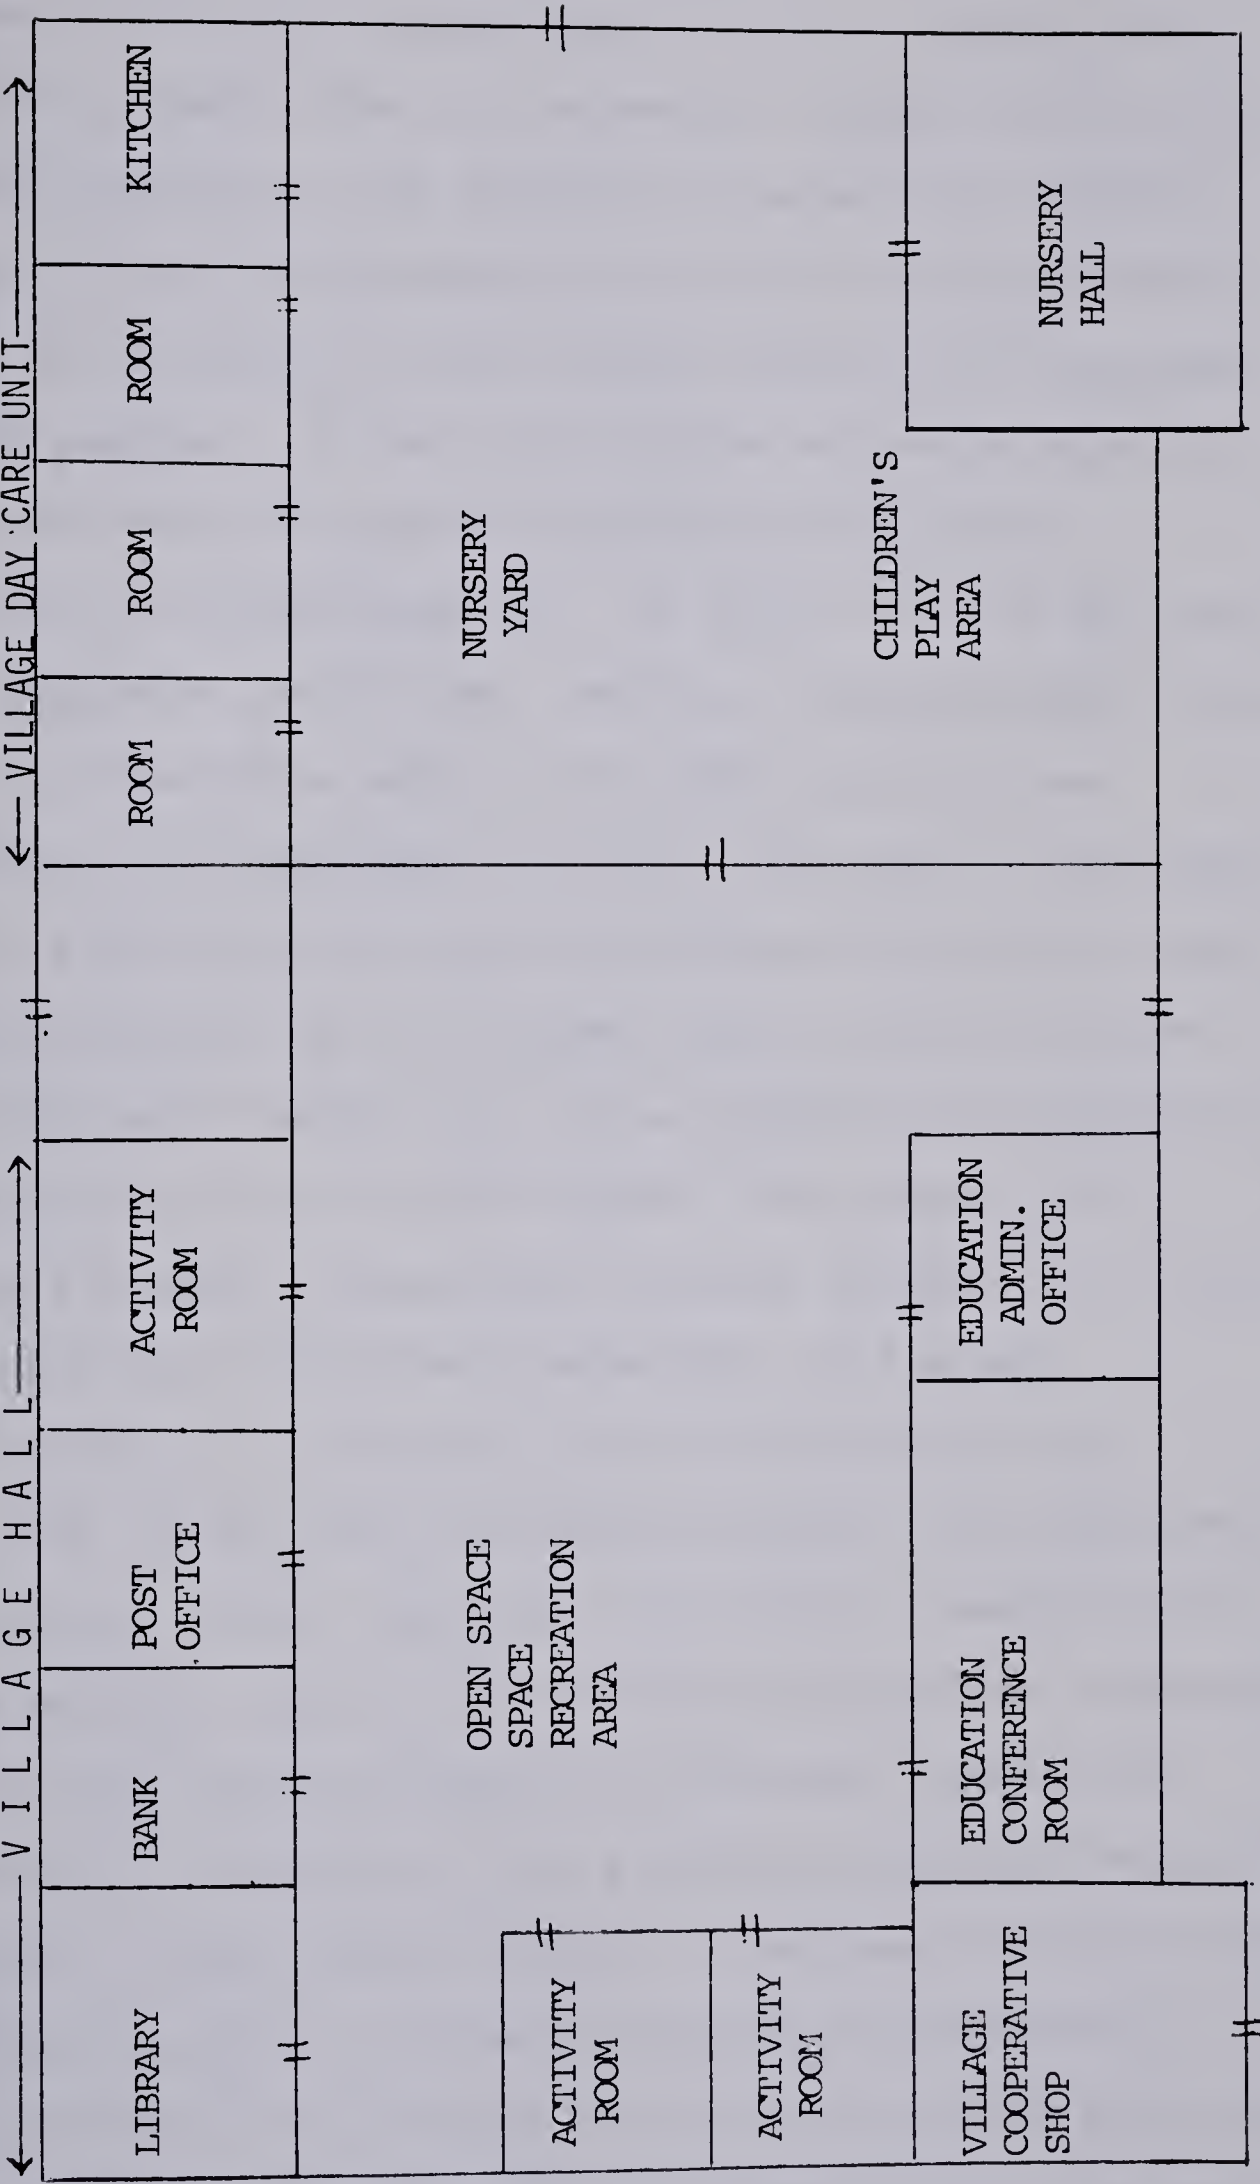 VILLAGE HALL
VILLAGE DAY CARE UNIT
LIBRARY
BANK
POST
OFFICE
ACTIVITY
ROOM
ROOM
ROOM
ROOM
KITCHEN
OPEN SPACE
SPACE
RECREATION
AREA
NURSERY
YARD
ACTIVITY
ROOM
ACTIVITY
ROOM
CHILDREN'S
PLAY
AREA
VILLAGE
COOPERATIVE
SHOP
EDUCATION
CONFERENCE
ROOM
EDUCATION
ADMIN.
OFFICE
NURSERY
HALL